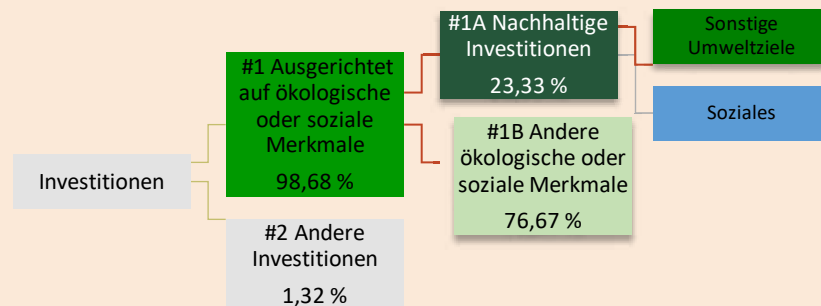 Investitionen
#1 Ausgerichtet
auf ökologische
oder soziale
Merkmale
98,68 %
#2 Andere
Investitionen
1,32 %
#1A Nachhaltige
Investitionen
23,33 %
#1B Andere
ökologische oder
soziale Merkmale
76,67 %
Sonstige
Umweltziele
Soziales